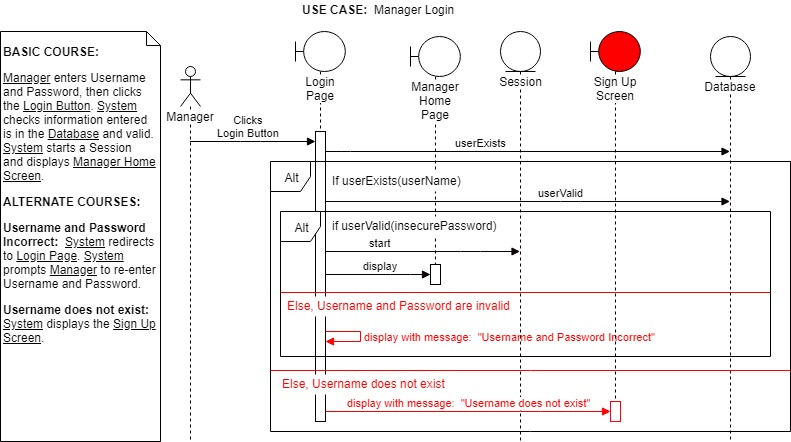 USE CASE:  Manager Login
BASIC COURSE:
Manager enters Username
and Password, then clicks
the Login Button. System
checks information entered
is in the Database and valid.
System starts a Session
and displays Manager Home
Screen.
ALTERNATE COURSES:
Username and Password
Incorrect:  System redirects
to Login Page. System
prompts Manager to re-enter
Username and Password.
Username does not exist:
System displays the Sign Up
Screen.
Manager
Login
Page
Manager
Home
Page
Session
Sign Up
Screen
Database
Clicks
Login Button
userExists
Alt
If userExists(userName)
userValid
Alt
if userValid(insecurePassword)
start
display
Else, Username and Password are invalid
display with message:  "Username and Password Incorrect"
Else, Username does not exist
display with message:  "Username does not exist"